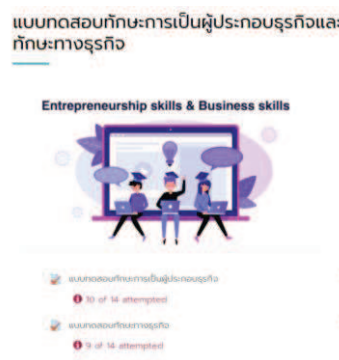 แบบทดสอบทักษะการเป็นผู้ประกอบธุรกิจและ
ทักษะทางธุรกิจ
Entrepreneurship skills & Business skills
แบบทดสอบทักษะการเป็นผู้ประกอบธุรกิจ
10 of 14 attempted
แบบทดสอบทักษะทางธุรกิจ
9 of 14 attempted